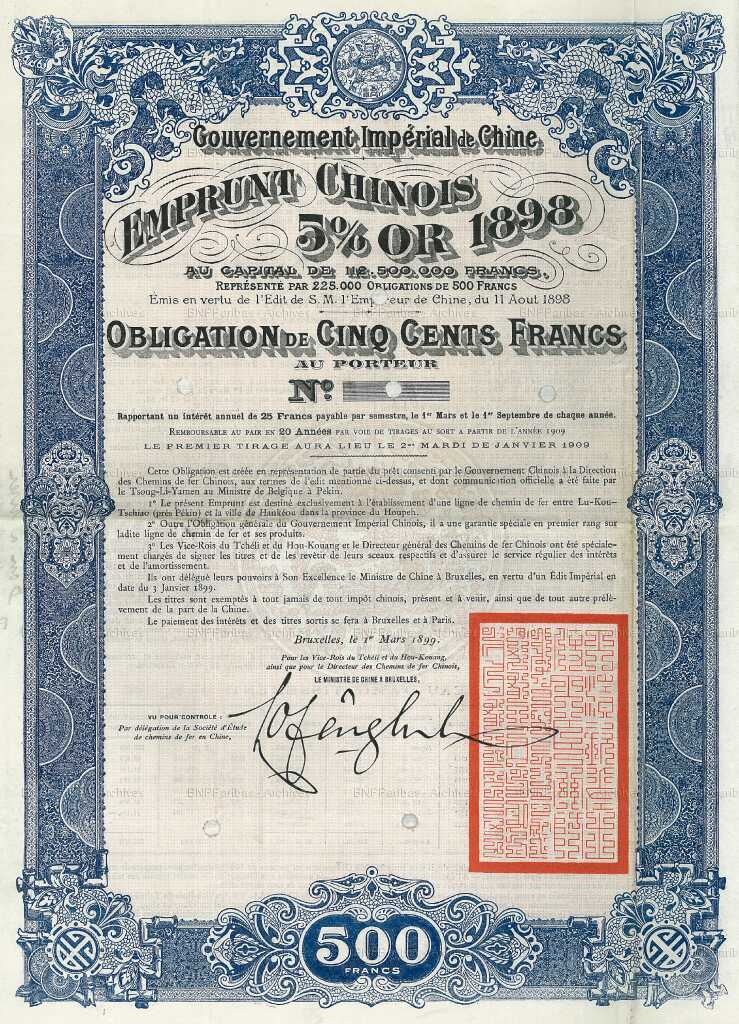 Gouvernement Impérial de Chine
EMPRUNT CHINOIS
5% OR 1898
AU CAPITAL DE 112.500.000 FRANCS,
REPRÉSENTÉ PAR 225.000 OBLIGATIONS DE 500 FRANCS
Émis en vertu de l'Edit de S. M. l'Empereur de Chine, du 11 Aout 1898
OBLIGATION DE CINQ CENTS FRANCS
AU PORTEUR
No.
Rapportant un intérêt annuel de 25 Francs payable par semestre, le 1er Mars et le 1er Septembre de chaque année.
REMBOURSABLE AU PAIR EN 20 Années PAR VOIE DE TIRAGES AU SORT A PARTIR DE L'ANNÉE 1909
LE PREMIER TIRAGE AURA LIEU LE 2me MARDI DE JANVIER 1909
Cette Obligation est créée en représentation de partie du prêt consenti par le Gouvernement Chinois à la Direction
des Chemins de fer Chinois, aux termes de l'edit mentionné ci-dessus, et dont communication officielle a été faite par
le Tsong-Li-Yamen au Ministre de Belgique à Pékin.
1° Le présent Emprunt est destiné exclusivement à l'établissement d'une ligne de chemin de fer entre Lu-Kou-
Tschiao (près Pékin) et la ville de Hankéou dans la province du Houpeh.
2° Outre l'Obligation générale du Gouvernement Impérial Chinois, il a une garantie spéciale en premier rang sur
ladite ligne de chemin de fer et ses produits.
3° Les Vice-Rois du Tchéli et du Hou-Kouang et le Directeur général des Chemins de fer Chinois ont été spéciale-
ment chargés de signer les titres et de les revêtir de leurs sceaux respectifs et d'assurer le service régulier des intérêts
et de l'amortissement.
Ils ont délégué leurs pouvoirs à Son Excellence le Ministre de Chine à Bruxelles, en vertu d'un Edit Impérial en
date du 3 Janvier 1899.
Les titres sont exemptés à tout jamais de tout impôt chinois, présent et à venir, ainsi que de tout autre prélè-
vement de la part de la Chine.
Le paiement des intérêts et des titres sortis se fera à Bruxelles et à Paris.
Bruxelles, le 1er Mars 1899.
Pour les Vice-Rois du Tchéli et du Hou-Kouang,
ainsi que pour le Directeur des Chemins de fer Chinois,
LE MINISTRE DE CHINE A BRUXELLES,
VU POUR CONTROLE :
Par délégation de la Société d'Étude
de chemins de fer en Chine,
500
FRANCS
BNPParibas - Archives